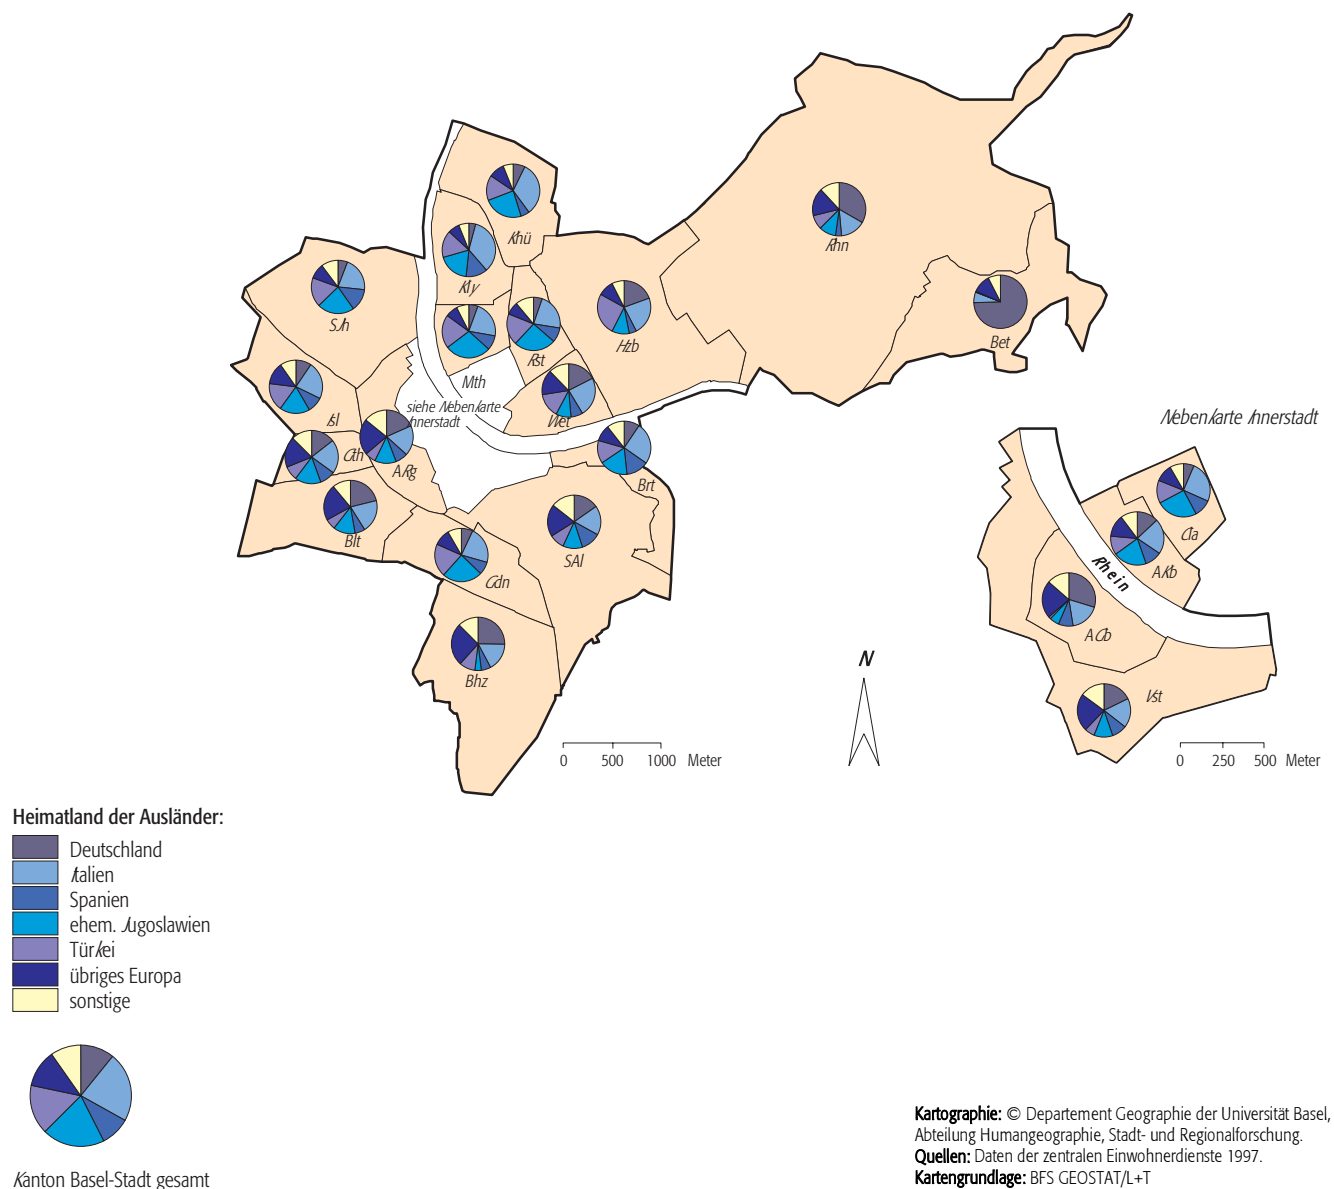 Khü
Rhn
Kly
SJh
Bet
Rst
Hzb
Mth
siehe Nebenkarte
Innerstadt
Isl
Wet
Nebenkarte Innerstadt
Gth
ARg
Brt
Cla
Blt
SAl
AKb
Gdn
Rhein
AGb
Bhz
N
Vst
0 500 1000 Meter
0 250 500 Meter
Heimatland der Ausländer:
Deutschland
Italien
Spanien
ehem. Jugoslawien
Türkei
übriges Europa
sonstige
Kanton Basel-Stadt gesamt
Kartographie: © Departement Geographie der Universität Basel,
Abteilung Humangeographie, Stadt- und Regionalforschung.
Quellen: Daten der zentralen Einwohnerdienste 1997.
Kartengrundlage: BFS GEOSTAT/L+T